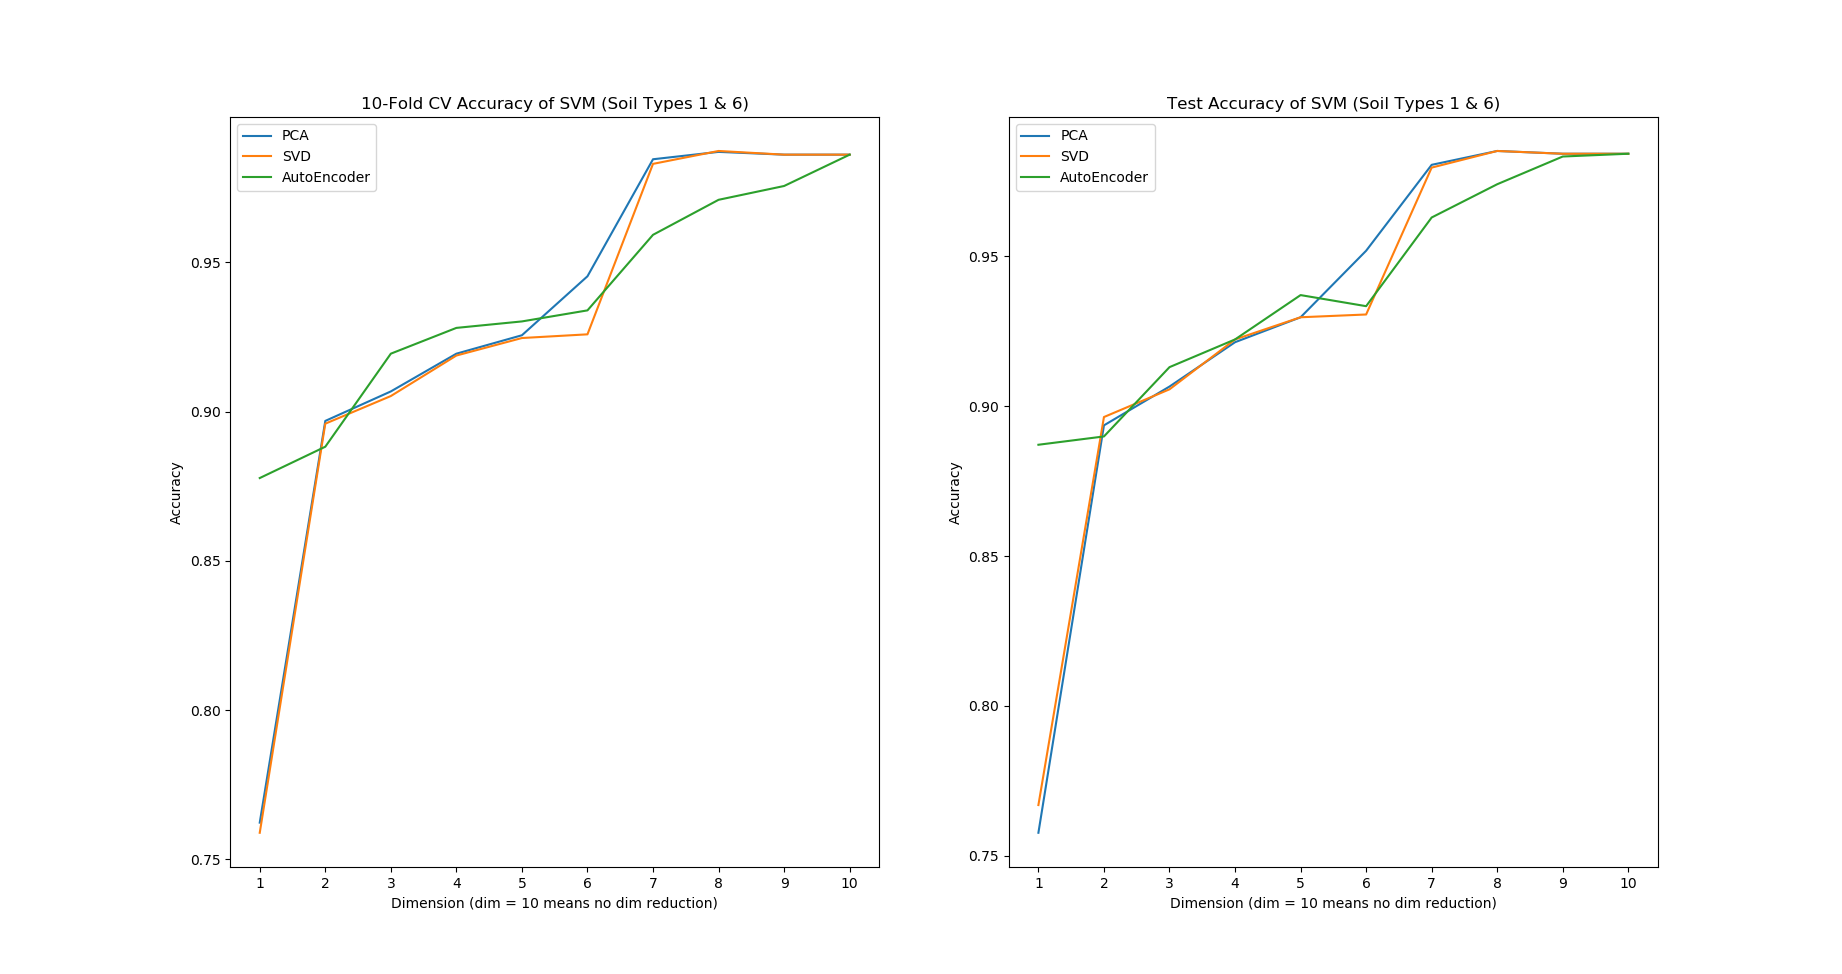 10-Fold CV Accuracy of SVM (Soil Types 1 & 6)
PCA
SVD
AutoEncoder
0.95
0.90
0.85
0.80
0.75
Accuracy
1 2 3 4 5 6 7 8 9 10
Dimension (dim = 10 means no dim reduction)
Test Accuracy of SVM (Soil Types 1 & 6)
PCA
SVD
AutoEncoder
0.95
0.90
0.85
0.80
0.75
Accuracy
1 2 3 4 5 6 7 8 9 10
Dimension (dim = 10 means no dim reduction)